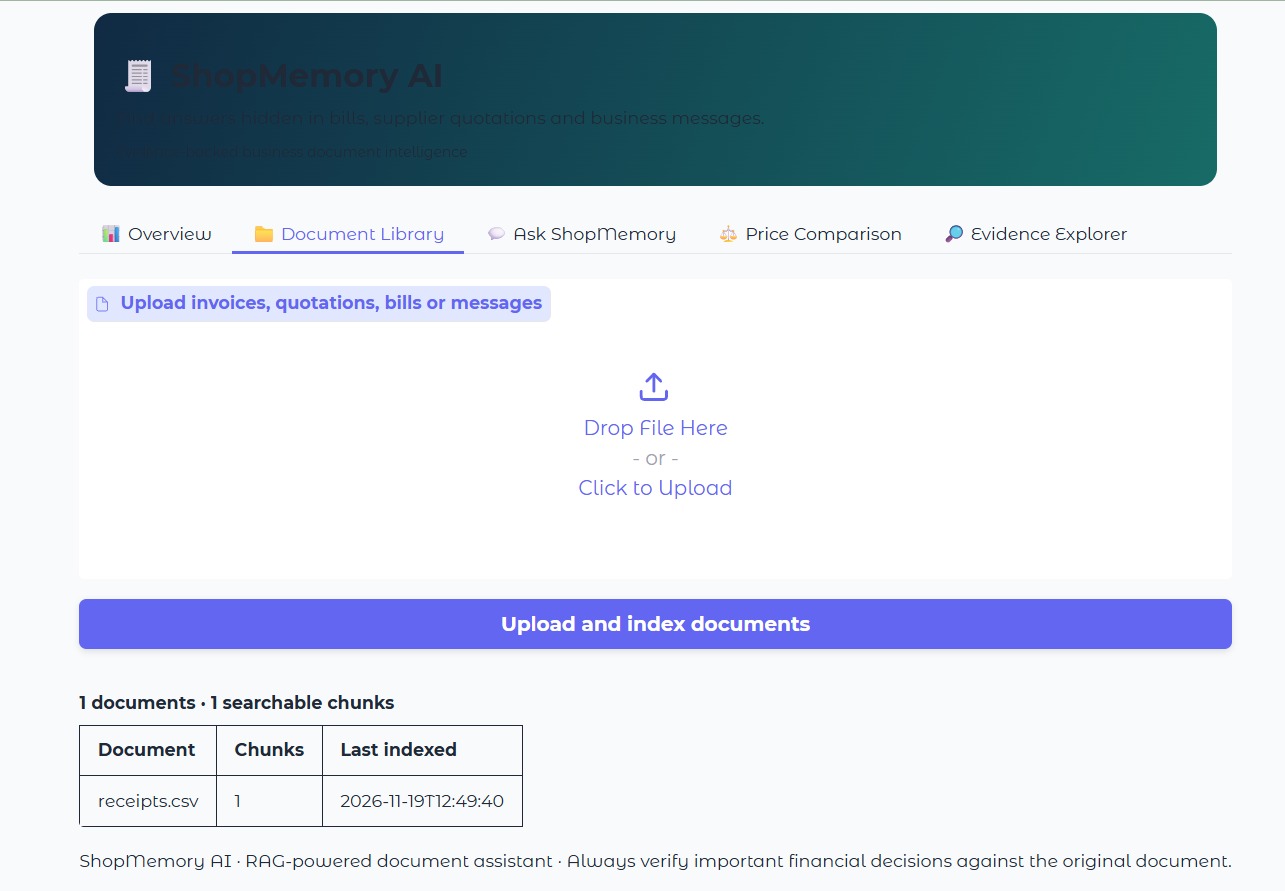 ShopMemory AI
hidden in bills, supplier quotations and business messages.
business document intelligence
Overview Document Library Ask ShopMemory Price Comparison Evidence Explorer
Upload invoices, quotations, bills or messages
Drop File Here
- or -
Click to Upload
Upload and index documents
1 documents · 1 searchable chunks
Document Chunks Last indexed
receipts.csv 1 2026-11-19T12:49:40
ShopMemory AI · RAG-powered document assistant · Always verify important financial decisions against the original document.